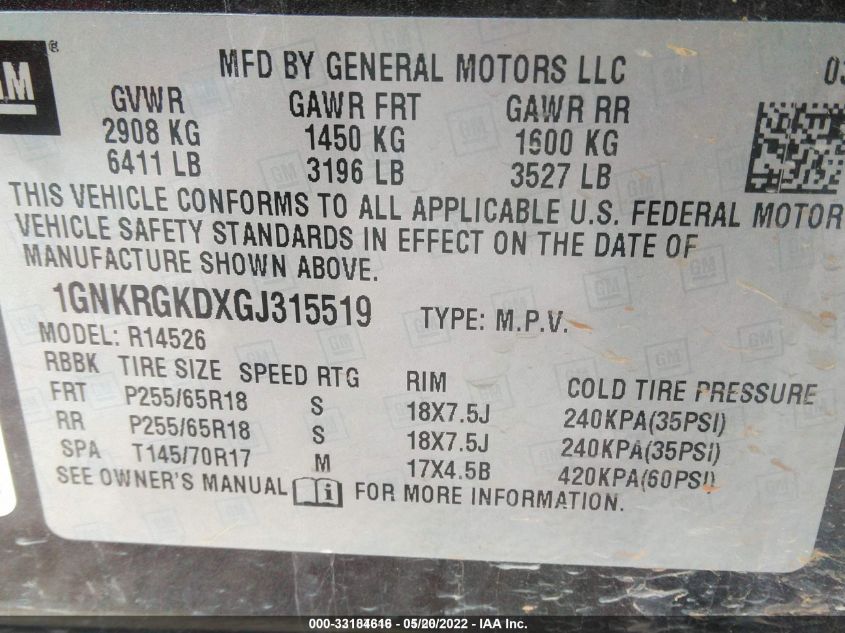 GM ®
MFD BY GENERAL MOTORS LLC 03
GVWR GAWR FRT GAWR RR
2908 KG 1450 KG 1600 KG
6411 LB 3196 LB 3527 LB
THIS VEHICLE CONFORMS TO ALL APPLICABLE U.S. FEDERAL MOTOR
VEHICLE SAFETY STANDARDS IN EFFECT ON THE DATE OF
MANUFACTURE SHOWN ABOVE.
1GNKRGKDXGJ315519 TYPE: M.P.V.
MODEL: R14526
RBBK TIRE SIZE SPEED RTG RIM COLD TIRE PRESSURE
FRT P255/65R18 S 18X7.5J 240KPA(35PSI)
RR P255/65R18 S 18X7.5J 240KPA(35PSI)
SPA T145/70R17 M 17X4.5B 420KPA(60PSI)
SEE OWNER'S MANUAL i FOR MORE INFORMATION.
000-33184616 - 05/20/2022 - IAA Inc.